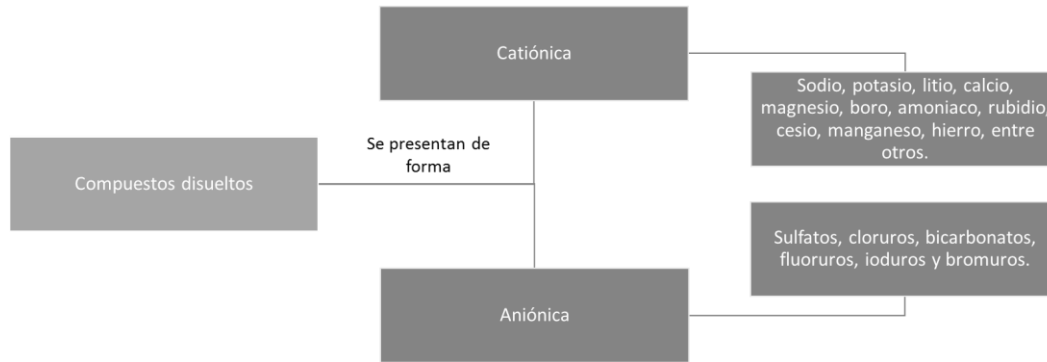 Catiónica
Sodio, potasio, litio, calcio,
magnesio, boro, amoniaco, rubidio,
cesio, manganeso, hierro, entre
otros.
Se presentan de
forma
Compuestos disueltos
Sulfatos, cloruros, bicarbonatos,
fluoruros, ioduros y bromuros.
Aniónica